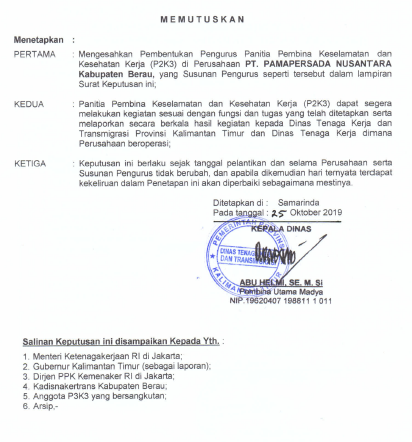 MEMUTUSKAN
Menetapkan :
PERTAMA : Mengesahkan Pembentukan Pengurus Panitia Pembina Keselamatan dan
Kesehatan Kerja (P2K3) di Perusahaan PT. PAMAPERSADA NUSANTARA
Kabupaten Berau, yang Susunan Pengurus seperti tersebut dalam lampiran
Surat Keputusan ini;
KEDUA : Panitia Pembina Keselamatan dan Kesehatan Kerja (P2K3) dapat segera
melakukan kegiatan sesuai dengan fungsi dan tugas yang telah ditetapkan serta
melaporkan secara berkala hasil kegiatan kepada Dinas Tenaga Kerja dan
Transmigrasi Provinsi Kalimantan Timur dan Dinas Tenaga Kerja dimana
Perusahaan beroperasi;
KETIGA : Keputusan ini berlaku sejak tanggal pelantikan dan selama Perusahaan serta
Susunan Pengurus tidak berubah, dan apabila dikemudian hari ternyata terdapat
kekeliruan dalam Penetapan ini akan diperbaiki sebagaimana mestinya.
Ditetapkan di : Samarinda
Pada tanggal : 25 Oktober 2019
KEPALA DINAS
PEMERINTAH PROVINSI
DINAS TENAGA
DAN TRANSMIGRASI
KALIMANTAN
ABU HELMI, SE. M. Si
Pembina Utama Madya
NIP.19620407 198811 1 011
Salinan Keputusan ini disampaikan Kepada Yth. :
1. Menteri Ketenagakerjaan RI di Jakarta;
2. Gubernur Kalimantan Timur (sebagai laporan);
3. Dirjen PPK Kemenaker RI di Jakarta;
4. Kadisnakertrans Kabupaten Berau;
5. Anggota P3K3 yang bersangkutan;
6. Arsip,-